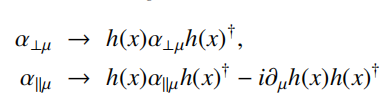 α⊥μ → h(x)α⊥μh(x)†,
α∥μ → h(x)α∥μh(x)† − i∂μh(x)h(x)†